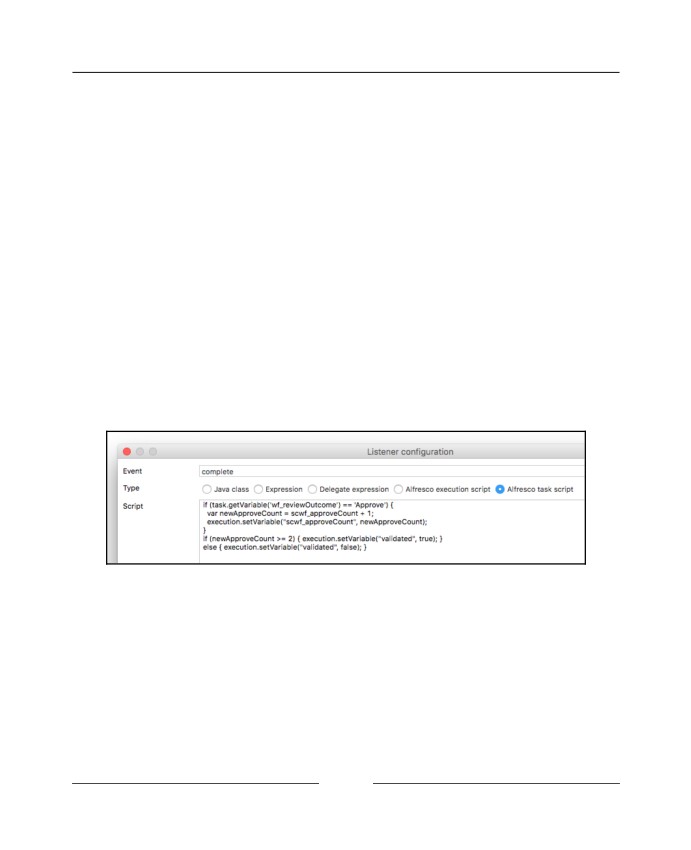 Listener configuration
Event
complete
Type
Java class Expression Delegate expression Alfresco execution script Alfresco task script
Script
if (task.getVariable('wf_reviewOutcome') == 'Approve') {
var newApproveCount = scwf_approveCount + 1;
execution.setVariable("scwf_approveCount", newApproveCount);
}
if (newApproveCount >= 2) { execution.setVariable("validated", true); }
else { execution.setVariable("validated", false); }